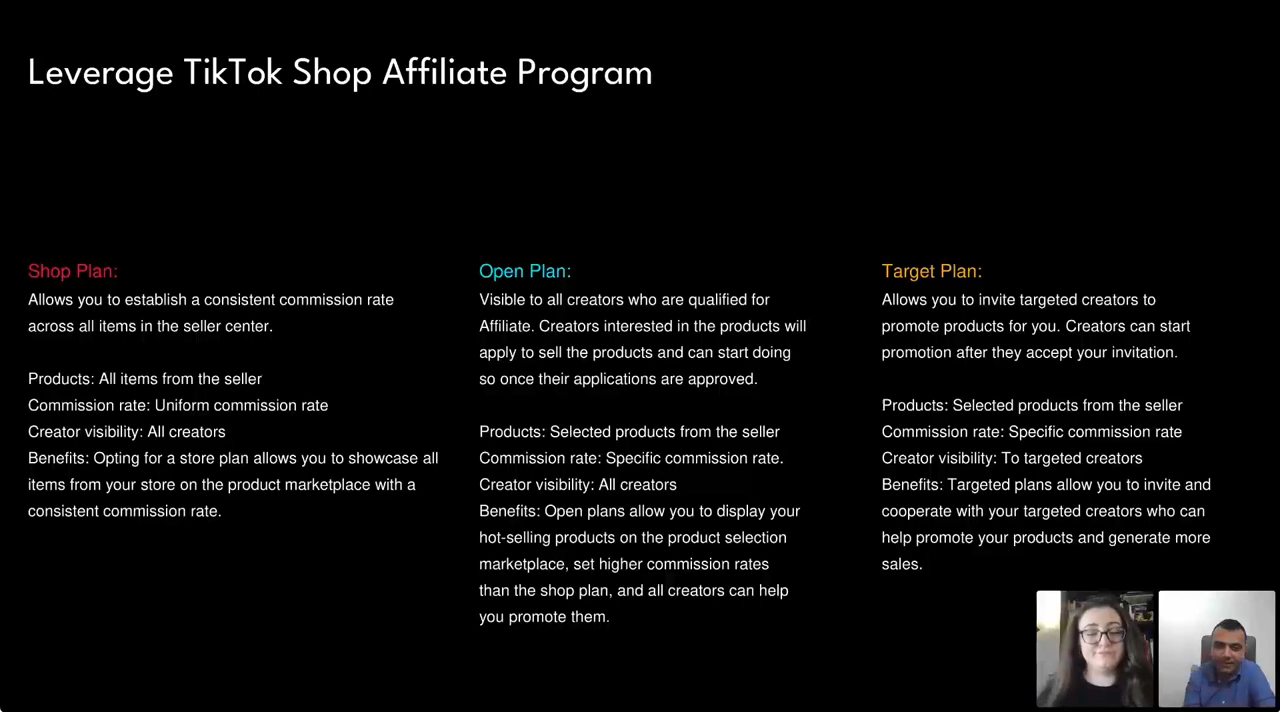 Leverage TikTok Shop Affiliate Program
Shop Plan:
Allows you to establish a consistent commission rate
across all items in the seller center.
Products: All items from the seller
Commission rate: Uniform commission rate
Creator visibility: All creators
Benefits: Opting for a store plan allows you to showcase all
items from your store on the product marketplace with a
consistent commission rate.
Open Plan:
Visible to all creators who are qualified for
Affiliate. Creators interested in the products will
apply to sell the products and can start doing
so once their applications are approved.
Products: Selected products from the seller
Commission rate: Specific commission rate.
Creator visibility: All creators
Benefits: Open plans allow you to display your
hot-selling products on the product selection
marketplace, set higher commission rates
than the shop plan, and all creators can help
you promote them.
Target Plan:
Allows you to invite targeted creators to
promote products for you. Creators can start
promotion after they accept your invitation.
Products: Selected products from the seller
Commission rate: Specific commission rate
Creator visibility: To targeted creators
Benefits: Targeted plans allow you to invite and
cooperate with your targeted creators who can
help promote your products and generate more
sales.